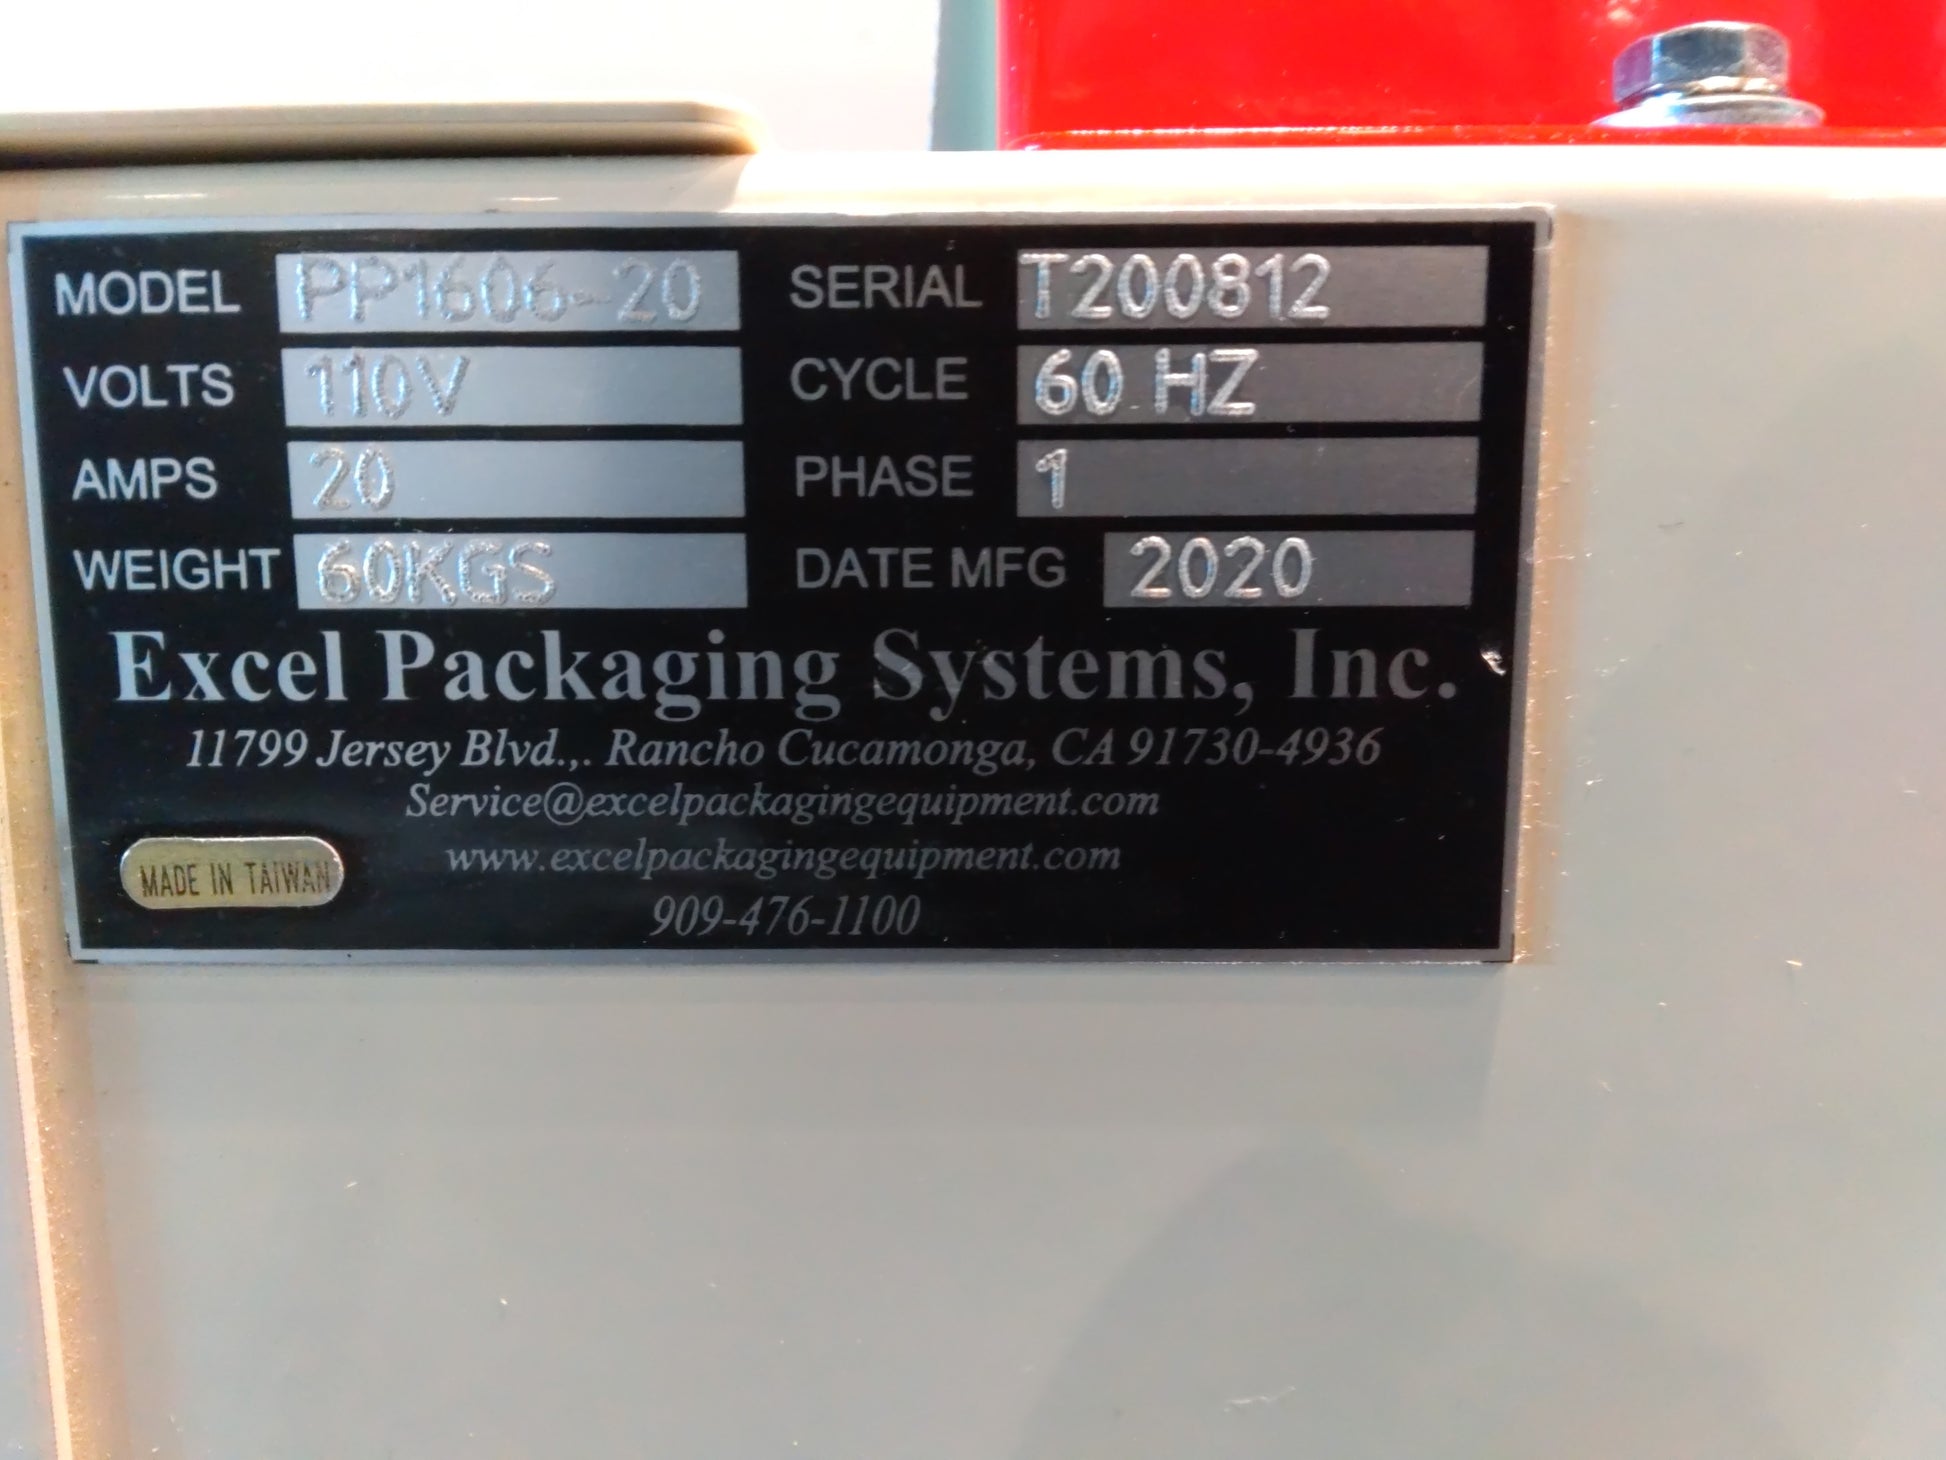 MODEL PP1606-20 SERIAL T200812
VOLTS 110V CYCLE 60 HZ
AMPS 20 PHASE 1
WEIGHT 60KGS DATE MFG 2020
Excel Packaging Systems, Inc.
11799 Jersey Blvd.,. Rancho Cucamonga, CA 91730-4936
Service@excelpackagingequipment.com
www.excelpackagingequipment.com
MADE IN TAIWAN
909-476-1100